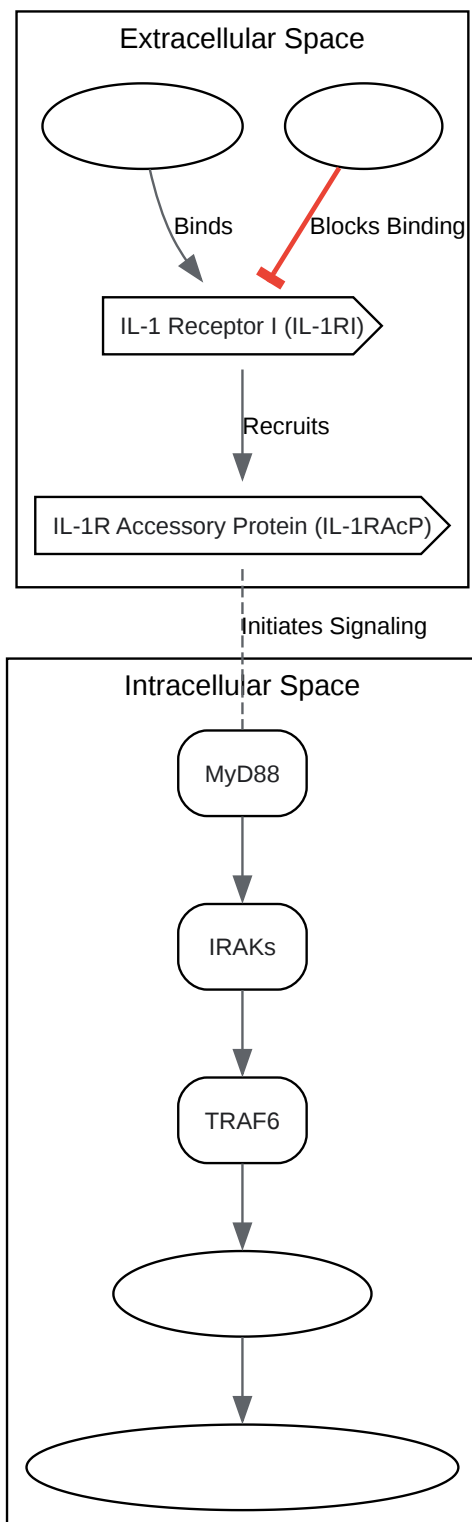 Extracellular Space
Binds
Blocks Binding
IL-1 Receptor I (IL-1RI)
Recruits
IL-1R Accessory Protein (IL-1RAcP)
Initiates Signaling
Intracellular Space
MyD88
IRAKs
TRAF6